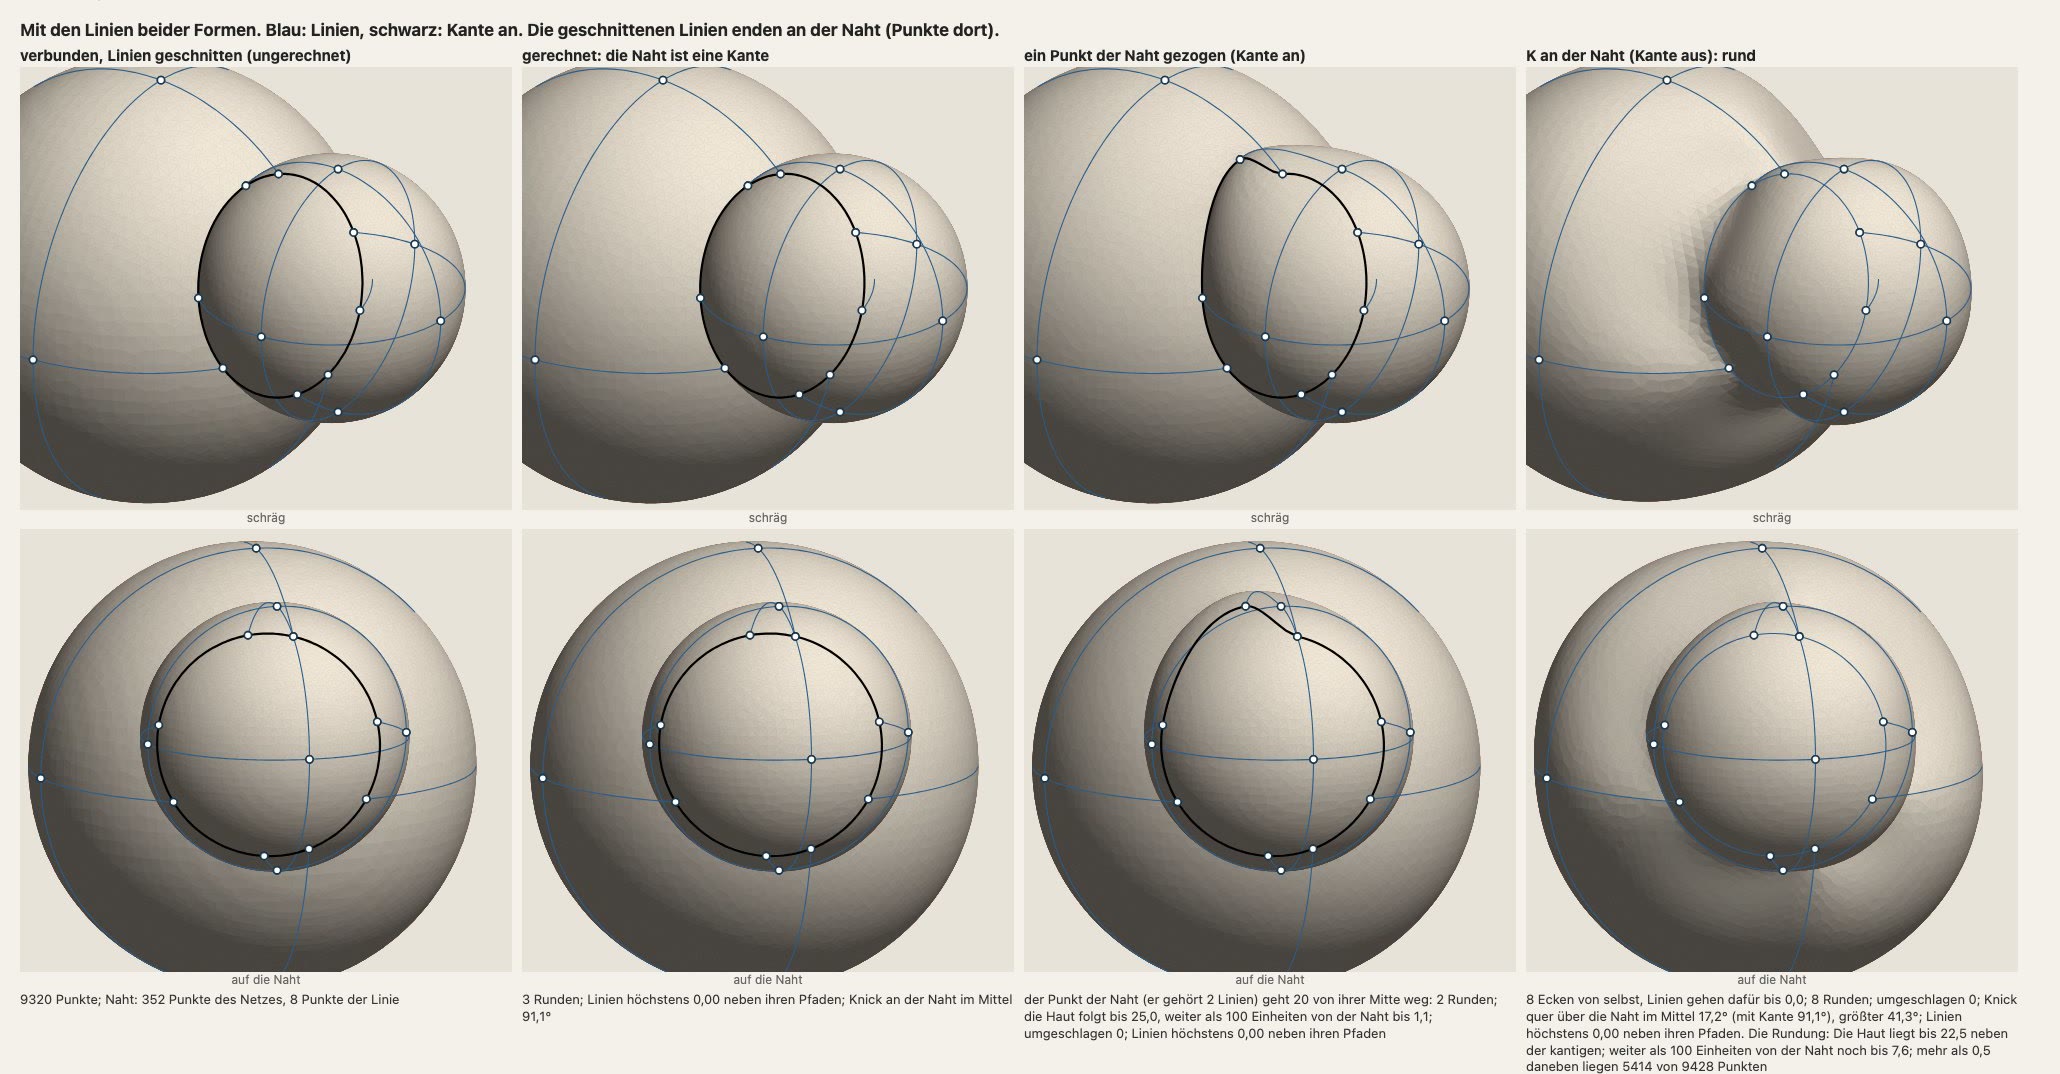 Mit den Linien beider Formen. Blau: Linien, schwarz: Kante an. Die geschnittenen Linien enden an der Naht (Punkte dort).
verbunden, Linien geschnitten (ungerechnet)
gerechnet: die Naht ist eine Kante
ein Punkt der Naht gezogen (Kante an)
K an der Naht (Kante aus): rund
schräg
schräg
schräg
schräg
auf die Naht
auf die Naht
auf die Naht
auf die Naht
9320 Punkte; Naht: 352 Punkte des Netzes, 8 Punkte der Linie
3 Runden; Linien höchstens 0,00 neben ihren Pfaden; Knick an der Naht im Mittel
91,1°
der Punkt der Naht (er gehört 2 Linien) geht 20 von ihrer Mitte weg: 2 Runden;
die Haut folgt bis 25,0, weiter als 100 Einheiten von der Naht bis 1,1;
umgeschlagen 0; Linien höchstens 0,00 neben ihren Pfaden
8 Ecken von selbst, Linien gehen dafür bis 0,0; 8 Runden; umgeschlagen 0; Knick
quer über die Naht im Mittel 17,2° (mit Kante 91,1°), größter 41,3°; Linien
höchstens 0,00 neben ihren Pfaden. Die Rundung: Die Haut liegt bis 22,5 neben
der kantigen; weiter als 100 Einheiten von der Naht noch bis 7,6; mehr als 0,5
daneben liegen 5414 von 9428 Punkten